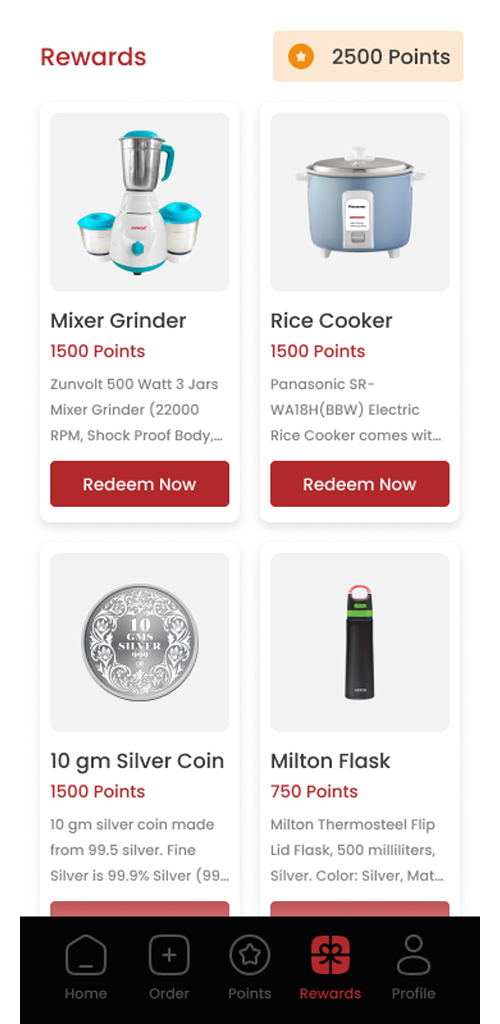 Rewards
2500 Points
Mixer Grinder
1500 Points
Zunvolt 500 Watt 3 Jars
Mixer Grinder (22000
RPM, Shock Proof Body,...
Redeem Now
Panasonic
Rice Cooker
1500 Points
Panasonic SR-
WA18H(BBW) Electric
Rice Cooker comes wit...
Redeem Now
10
GMS
SILVER
999
10 gm Silver Coin
1500 Points
10 gm silver coin made
from 99.5 silver. Fine
Silver is 99.9% Silver (99...
Milton Flask
750 Points
Milton Thermosteel Flip
Lid Flask, 500 milliliters,
Silver. Color: Silver, Mat...
Home
Order
Points
Rewards
Profile